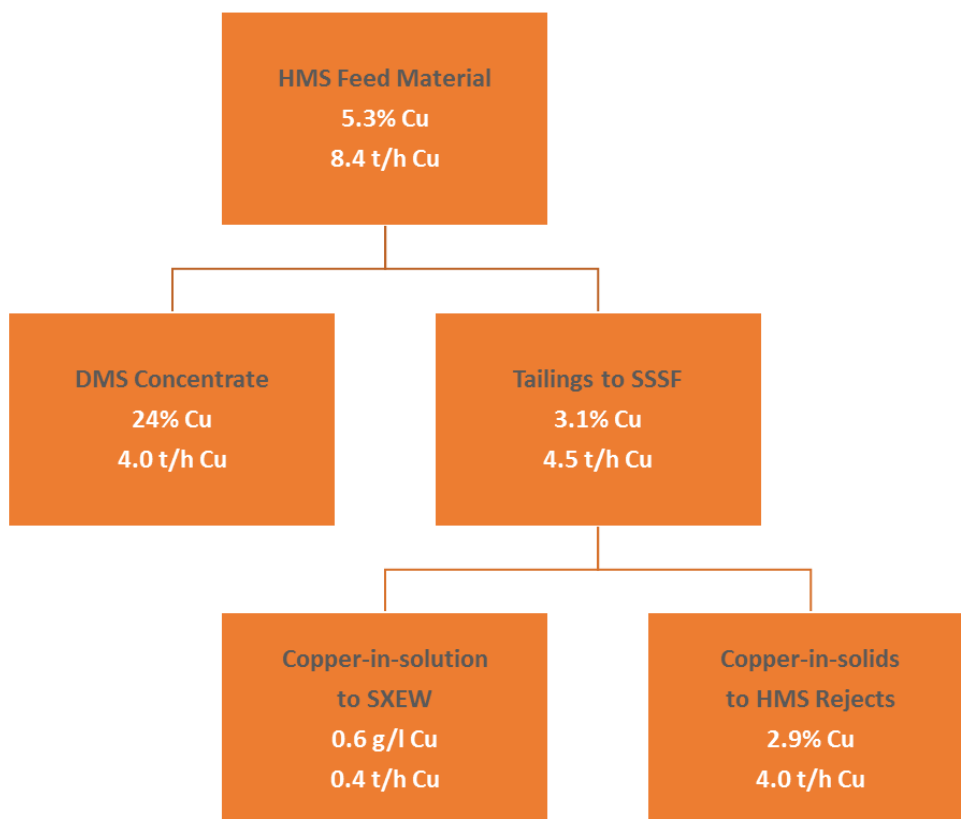 HMS Feed Material
5.3% Cu
8.4 t/h Cu
DMS Concentrate
24% Cu
4.0 t/h Cu
Tailings to SSSF
3.1% Cu
4.5 t/h Cu
Copper-in-solution
to SXEW
0.6 g/l Cu
0.4 t/h Cu
Copper-in-solids
to HMS Rejects
2.9% Cu
4.0 t/h Cu